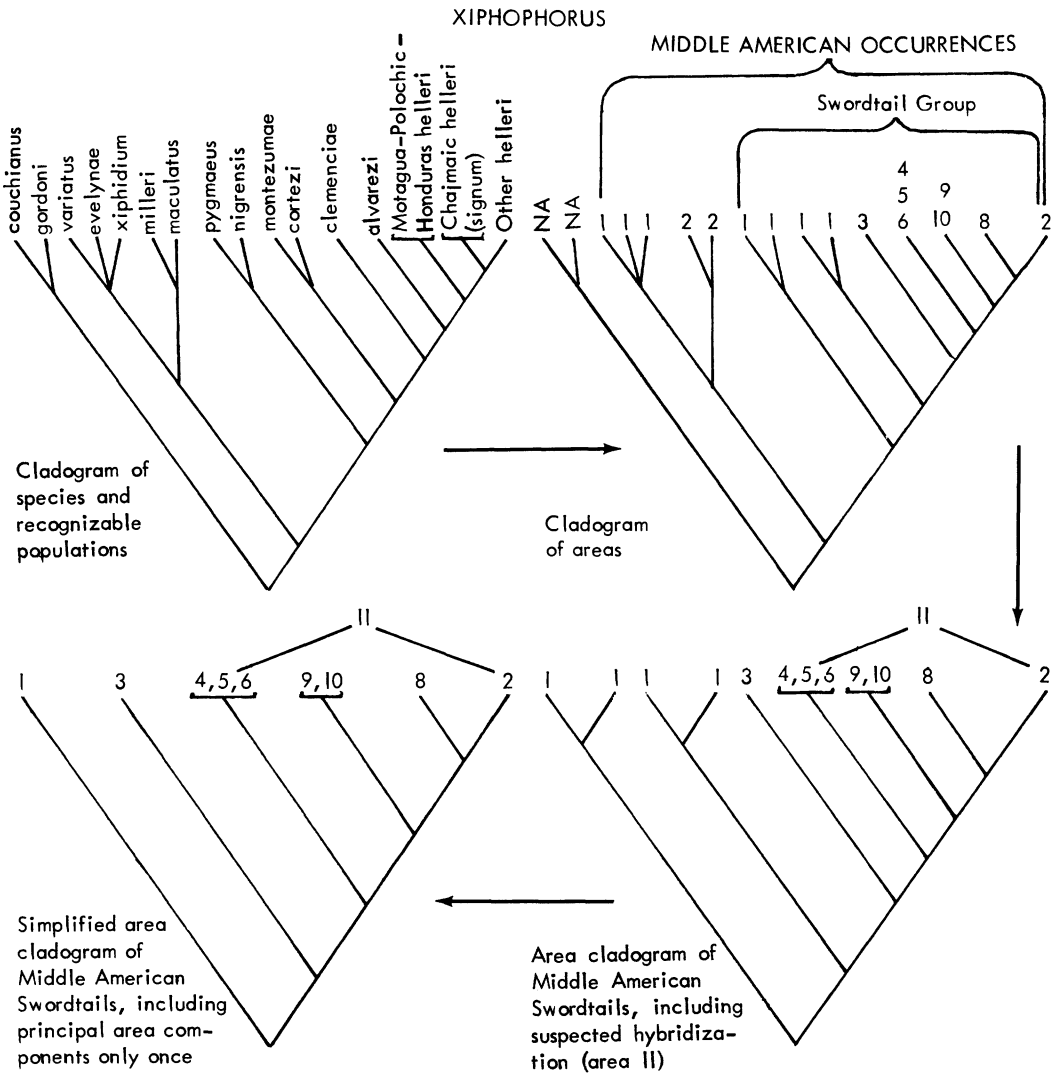 XIPHOPHORUS
MIDDLE AMERICAN OCCURRENCES
Swordtail Group
couchianus
gordoni
variatus
evelynae
xiphidium
milleri
maculatus
pygmaeus
nigrensis
montezumae
cortezi
clemenciae
alvarezi
[Motagua-Polochic-
Honduras helleri]
[Chajmaic helleri
(signum)]
Other helleri
NA
NA
1
1
1
2
2
1
1
1
1
3
4
5
6
9
10
8
2
Cladogram of
species and
recognizable
populations
Cladogram
of areas
11
1
3
4,5,6
9,10
8
2
11
1
1
1
1
3
4,5,6
9,10
8
2
Simplified area
cladogram of
Middle American
Swordtails, including
principal area com-
ponents only once
Area cladogram of
Middle American
Swordtails, including
suspected hybridiza-
tion (area 11)